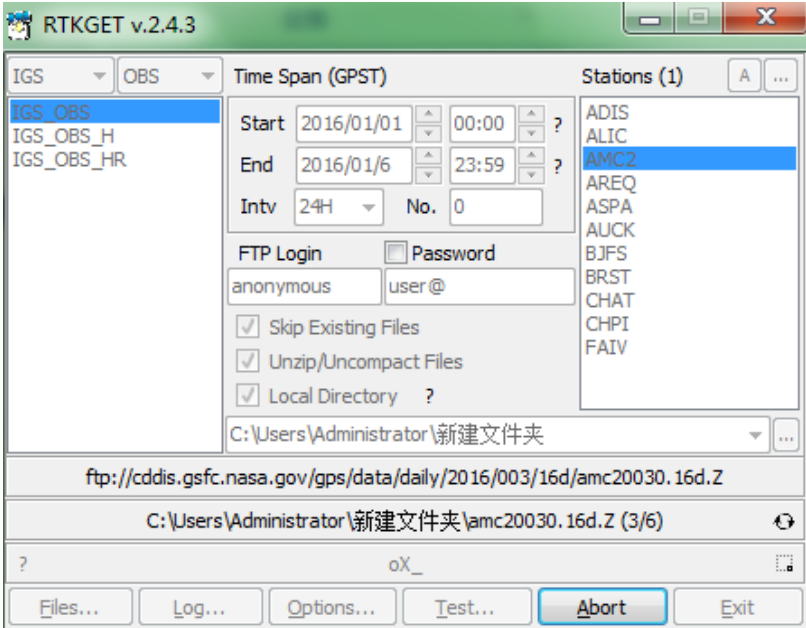 RTKGET v.2.4.3
IGS OBS
IGS_OBS
IGS_OBS_H
IGS_OBS_HR
Time Span (GPST)
Start 2016/01/01 00:00 ?
End 2016/01/6 23:59 ?
Intv 24H No. 0
FTP Login Password
anonymous user@
Skip Existing Files
Unzip/Uncompact Files
Local Directory ?
Stations (1) A ...
ADIS
ALIC
AMC2
AREQ
ASPA
AUCK
BJFS
BRST
CHAT
CHPI
FAIV
C:\Users\Administrator\新建文件夹 ...
ftp://cddis.gsfc.nasa.gov/gps/data/daily/2016/003/16d/amc20030.16d.Z
C:\Users\Administrator\新建文件夹\amc20030.16d.Z (3/6)
? oX_
Files... Log... Options... Test... Abort Exit